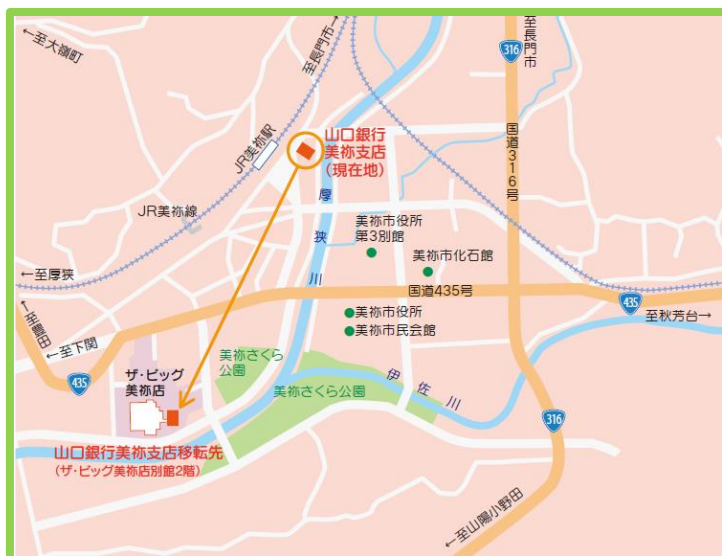 ←至大嶺町
至長門市→
316
至長門市
JR美祢駅
山口銀行
美祢支店
(現在地)
国道316号
JR美祢線
厚狭川
美祢市役所
第3別館
美祢市化石館
←至厚狭
←至豊田
国道435号
435
●美祢市役所
●美祢市民会館
至秋芳台→
←至下関
435
ザ・ビッグ
美祢店
美祢さくら
公園
美祢さくら公園
伊佐川
316
山口銀行美祢支店移転先
(ザ・ビッグ美祢店別館2階)
←至山陽小野田